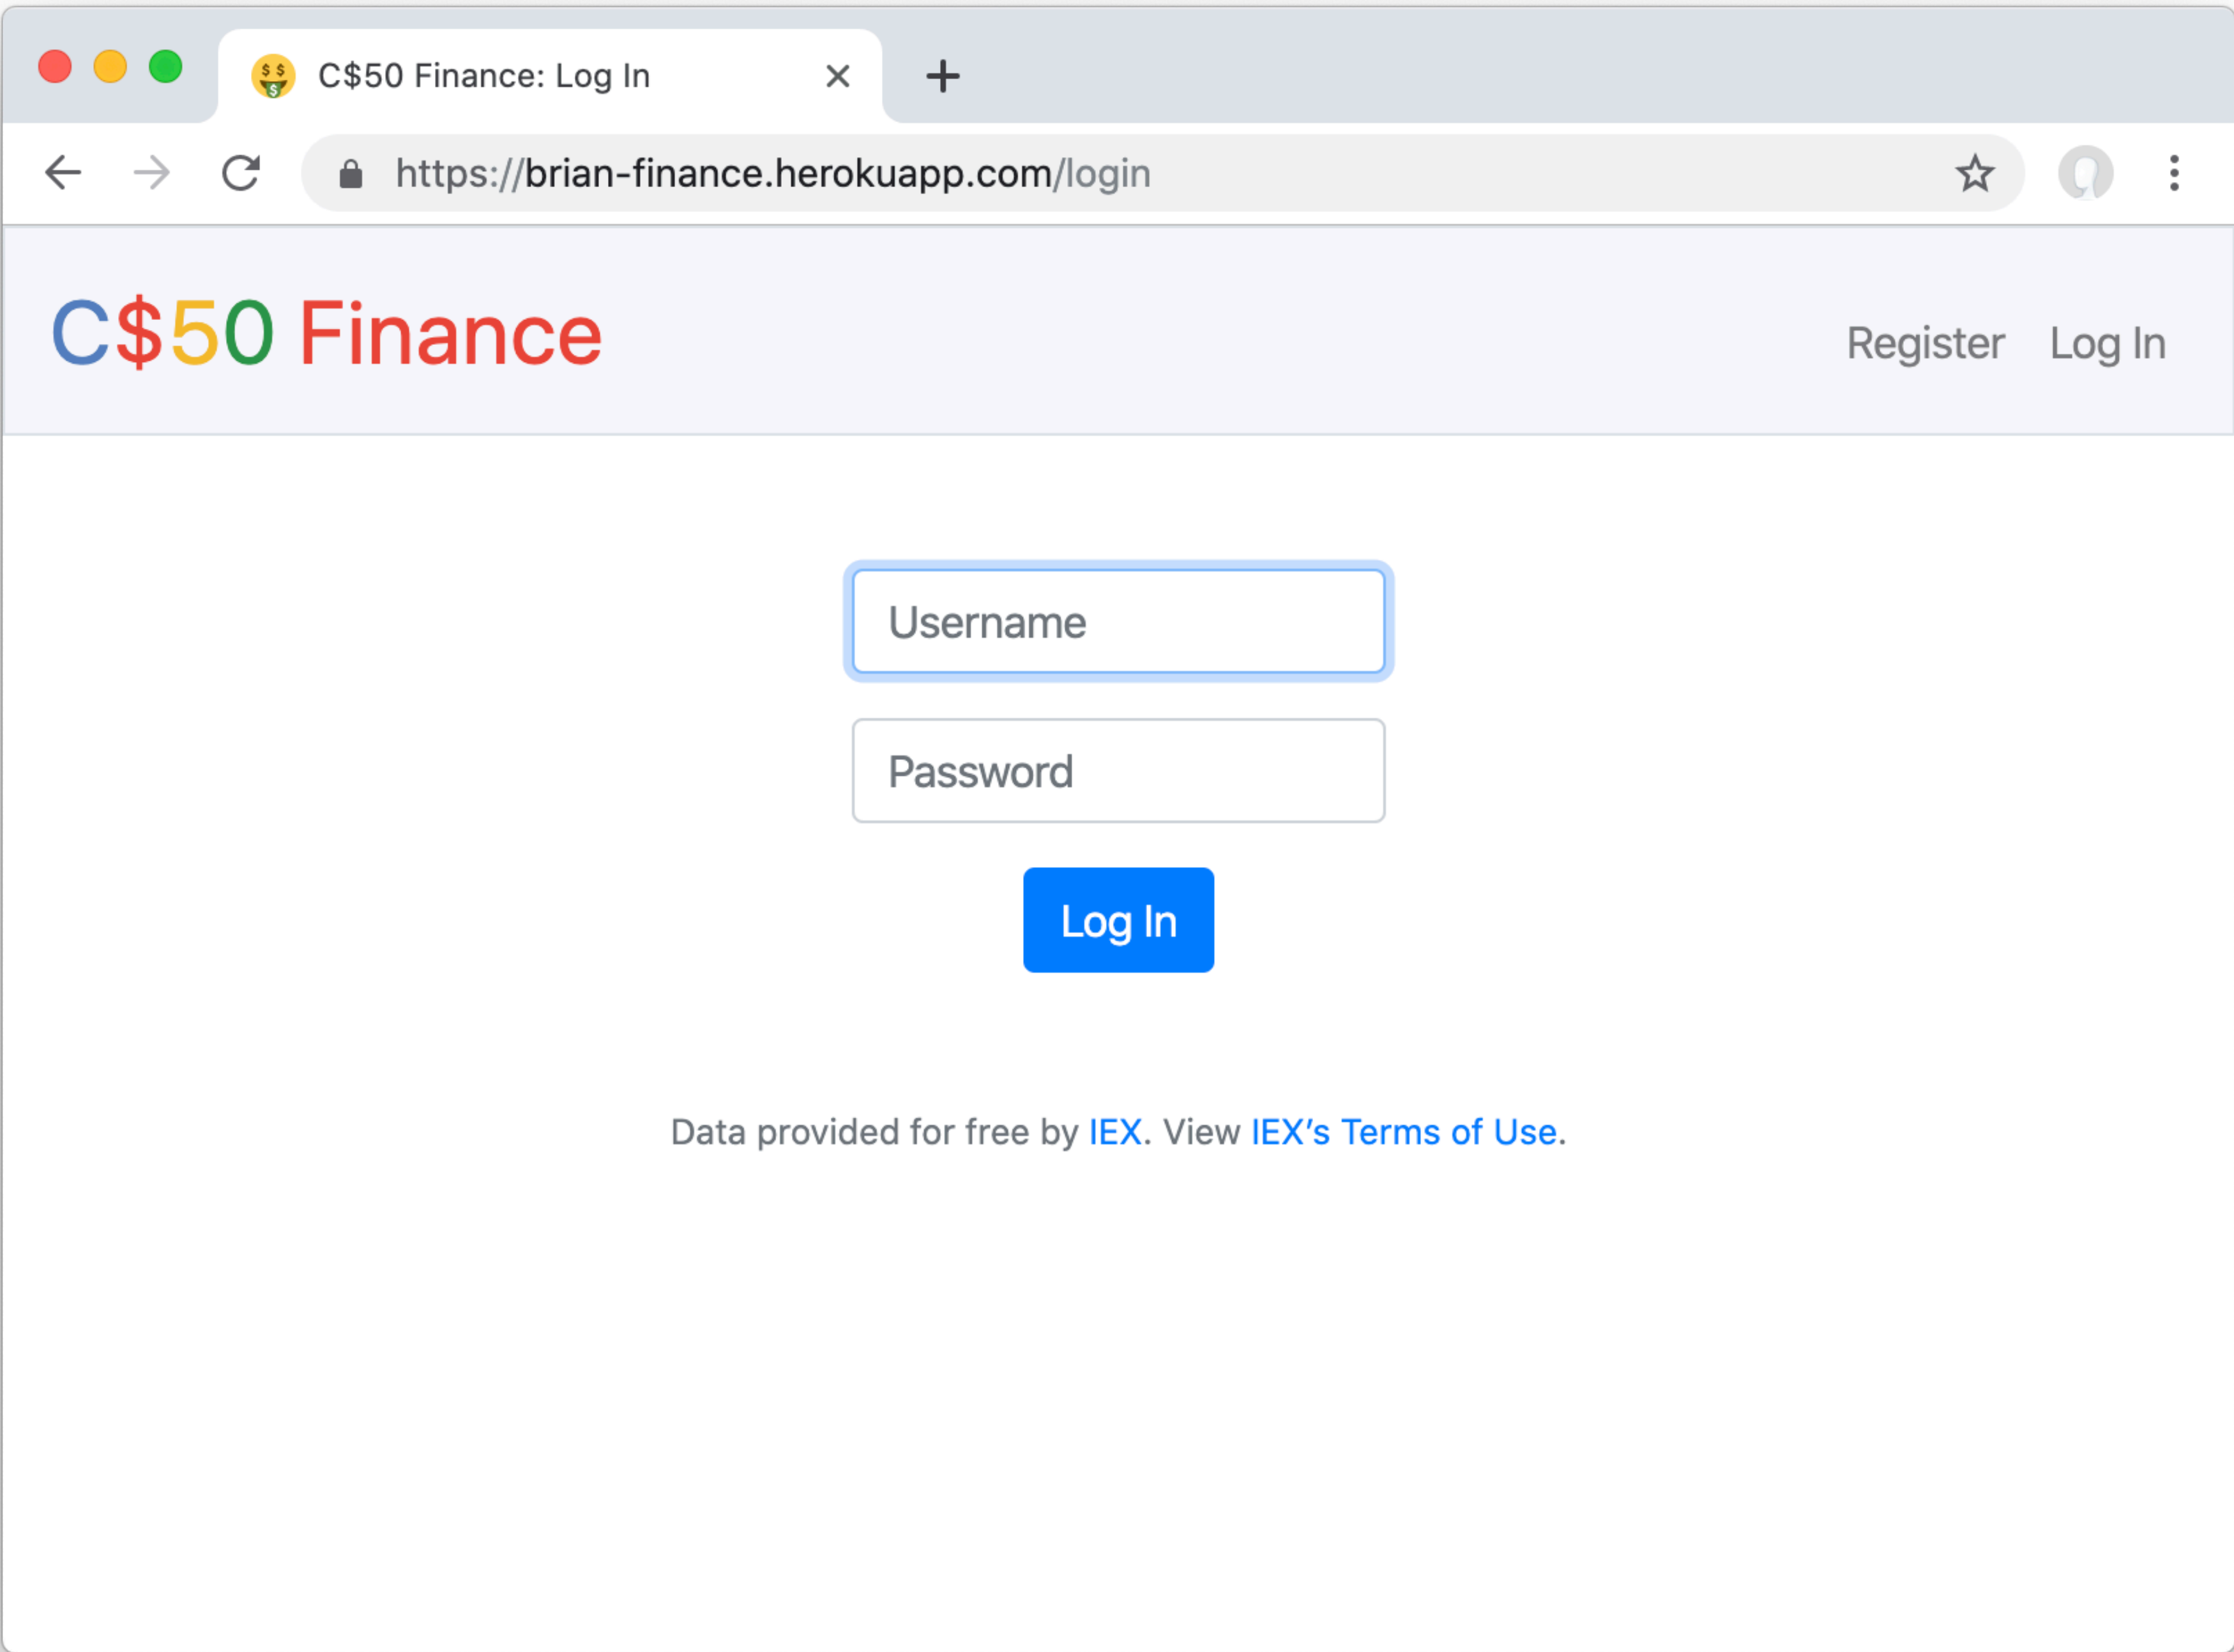 C$50 Finance: Log In
https://brian-finance.herokuapp.com/login
C$50 Finance
Register Log In
Username
Password
Log In
Data provided for free by IEX. View IEX’s Terms of Use.